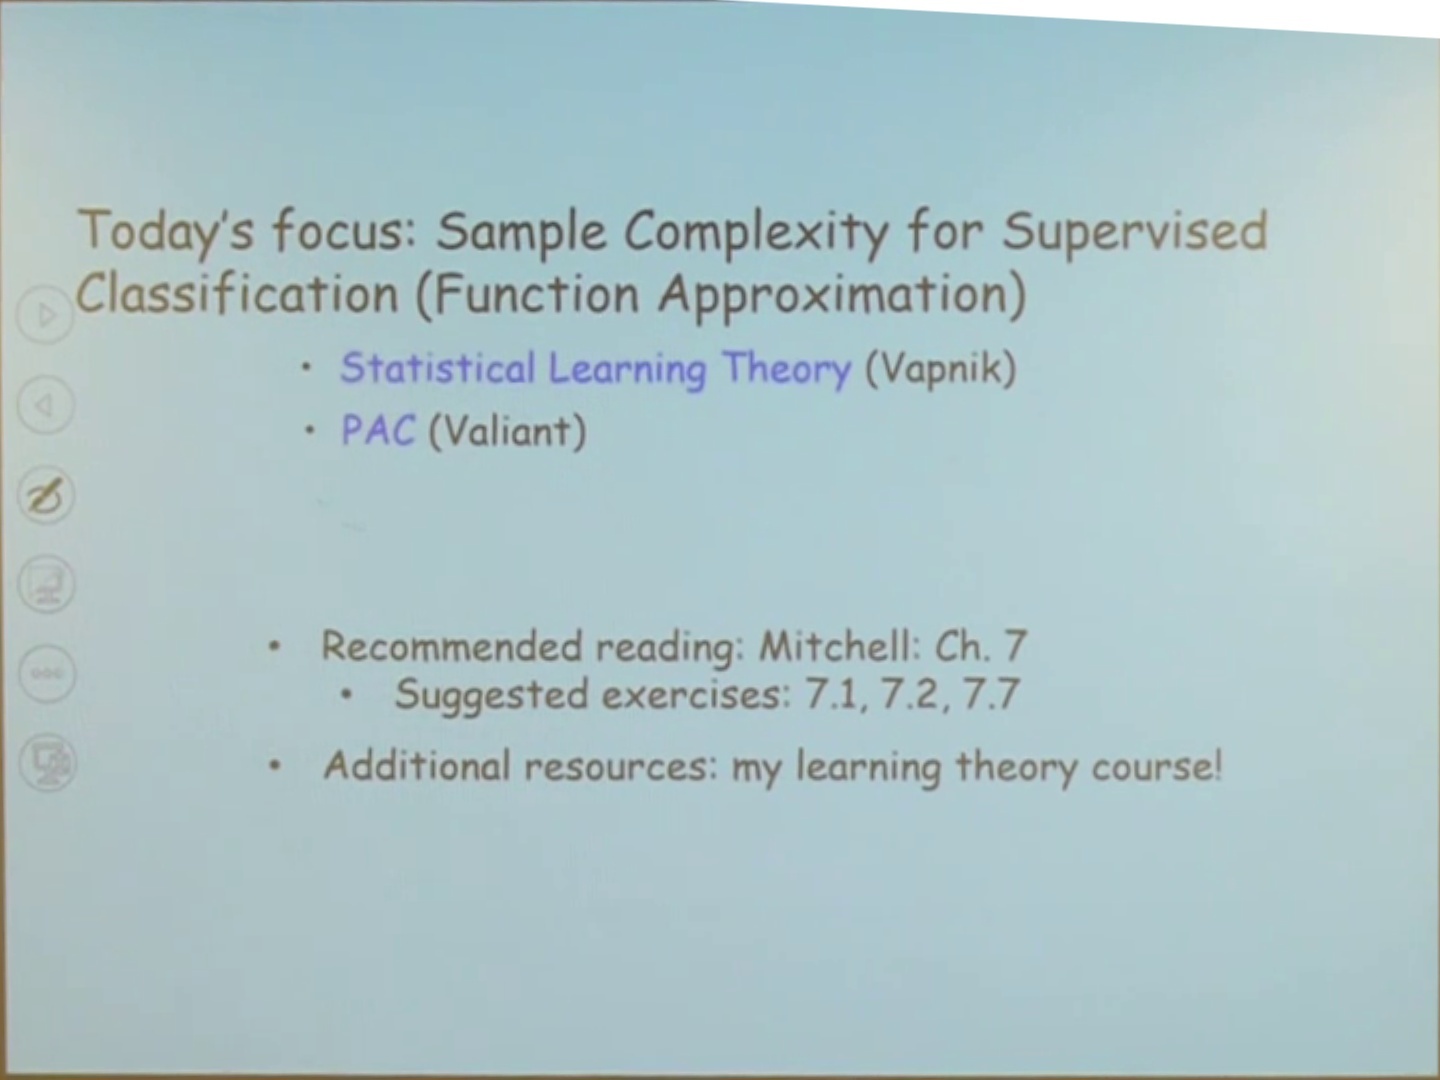 Today's focus: Sample Complexity for Supervised
Classification (Function Approximation)
• Statistical Learning Theory (Vapnik)
• PAC (Valiant)
• Recommended reading: Mitchell: Ch. 7
• Suggested exercises: 7.1, 7.2, 7.7
• Additional resources: my learning theory course!